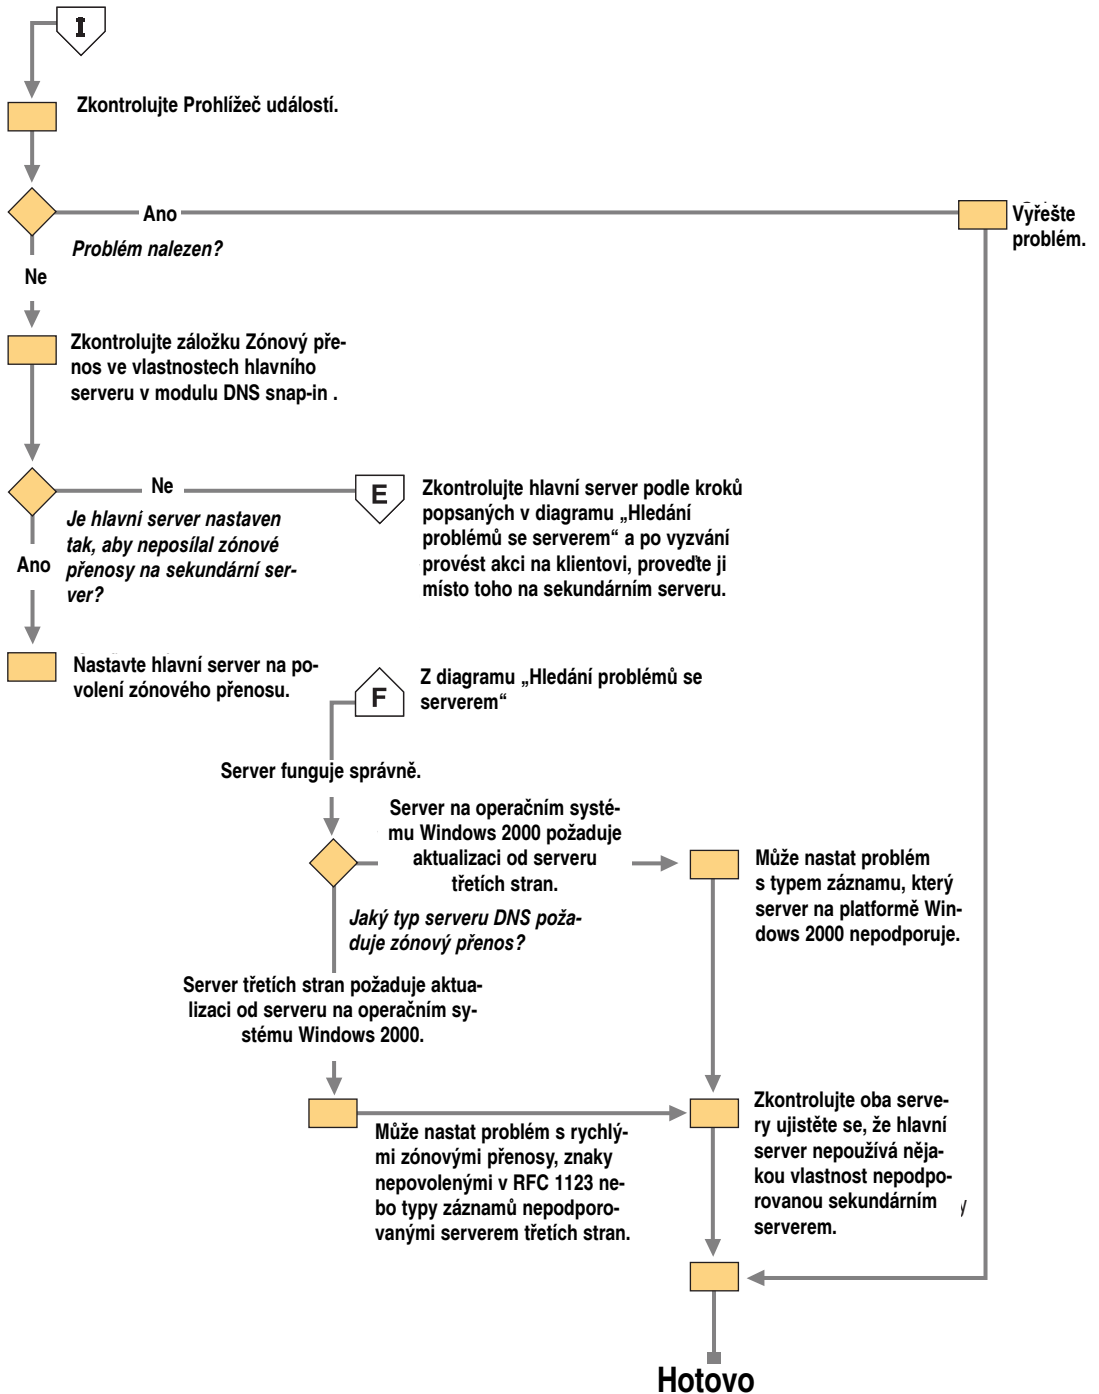 I
Zkontrolujte Prohlížeč událostí.
Ano
Vyřešte
problém.
Problém nalezen?
Ne
Zkontrolujte záložku Zónový pře-
nos ve vlastnostech hlavního
serveru v modulu DNS snap-in .
Ne
E
Zkontrolujte hlavní server podle kroků
popsaných v diagramu „Hledání
problémů se serverem“ a po vyzvání
provést akci na klientovi, proveďte ji
místo toho na sekundárním serveru.
Je hlavní server nastaven
tak, aby neposílal zónové
přenosy na sekundární ser-
ver?
Ano
Nastavte hlavní server na po-
volení zónového přenosu.
F
Z diagramu „Hledání problémů se
serverem“
Server funguje správně.
Server na operačním systé-
mu Windows 2000 požaduje
aktualizaci od serveru
třetích stran.
Může nastat problém
s typem záznamu, který
server na platformě Win-
dows 2000 nepodporuje.
Jaký typ serveru DNS poža-
duje zónový přenos?
Server třetích stran požaduje aktua-
lizaci od serveru na operačním sy-
stému Windows 2000.
Může nastat problém s rychlý-
mi zónovými přenosy, znaky
nepovolenými v RFC 1123 ne-
bo typy záznamů nepodporo-
vanými serverem třetích stran.
Zkontrolujte oba serve-
ry ujistěte se, že hlavní
server nepoužívá něja-
kou vlastnost nepodpo-
rovanou sekundárním
serverem.
Hotovo